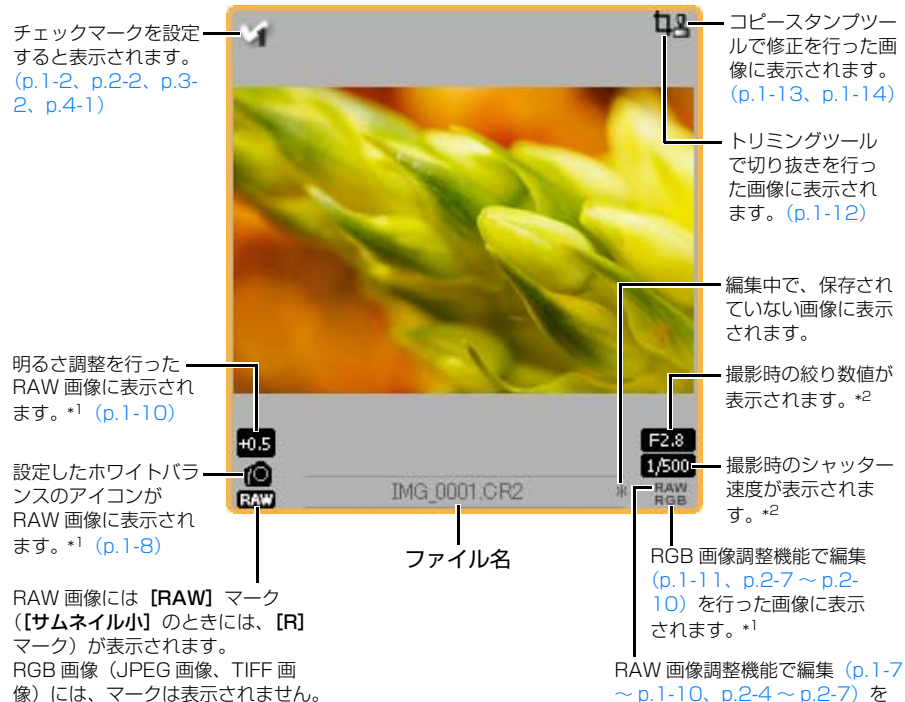 チェックマークを設定
すると表示されます。
(p.1-2、p.2-2、p.3-
2、p.4-1)
コピースタンプツー
ルで修正を行った画
像に表示されます。
(p.1-13、p.1-14)
トリミングツール
で切り抜きを行っ
た画像に表示され
ます。(p.1-12)
編集中で、保存され
ていない画像に表示
されます。
明るさ調整を行った
RAW 画像に表示され
ます。*1 (p.1-10)
撮影時の絞り数値が
表示されます。*2
設定したホワイトバラ
ンスのアイコンが
RAW 画像に表示され
ます。*1 (p.1-8)
撮影時のシャッター
速度が表示されま
す。*2
1
+0.5
RAW
IMG_0001.CR2
*
F2.8
1/500
RAW
RGB
ファイル名
RGB 画像調整機能で編集
(p.1-11、p.2-7 ~ p.2-
10) を行った画像に表示
されます。*1
RAW 画像には [RAW] マーク
([サムネイル小] のときには、[R]
マーク) が表示されます。
RGB 画像 (JPEG 画像、TIFF 画
像) には、マークは表示されません。
RAW 画像調整機能で編集 (p.1-7
~ p.1-10、p.2-4 ~ p.2-7) を